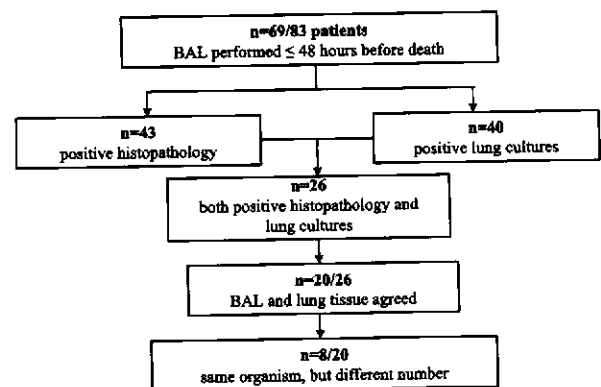 n=69/83 patients
BAL performed ≤ 48 hours before death
n=43
positive histopathology
n=40
positive lung cultures
n=26
both positive histopathology and
lung cultures
n=20/26
BAL and lung tissue agreed
n=8/20
same organism, but different number